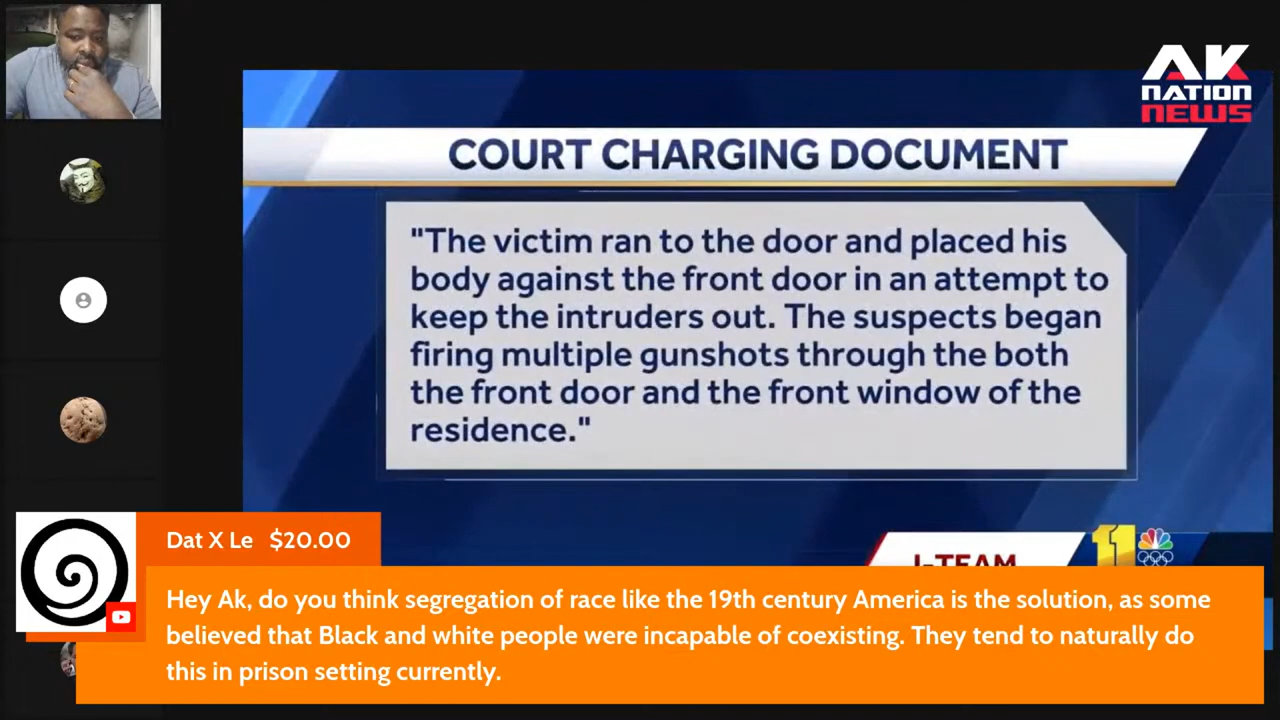 AK
NATION
NEWS
COURT CHARGING DOCUMENT
"The victim ran to the door and placed his
body against the front door in an attempt to
keep the intruders out. The suspects began
firing multiple gunshots through the both
the front door and the front window of the
residence."
I-TEAM
11
Dat X Le $20.00
Hey Ak, do you think segregation of race like the 19th century America is the solution, as some
believed that Black and white people were incapable of coexisting. They tend to naturally do
this in prison setting currently.